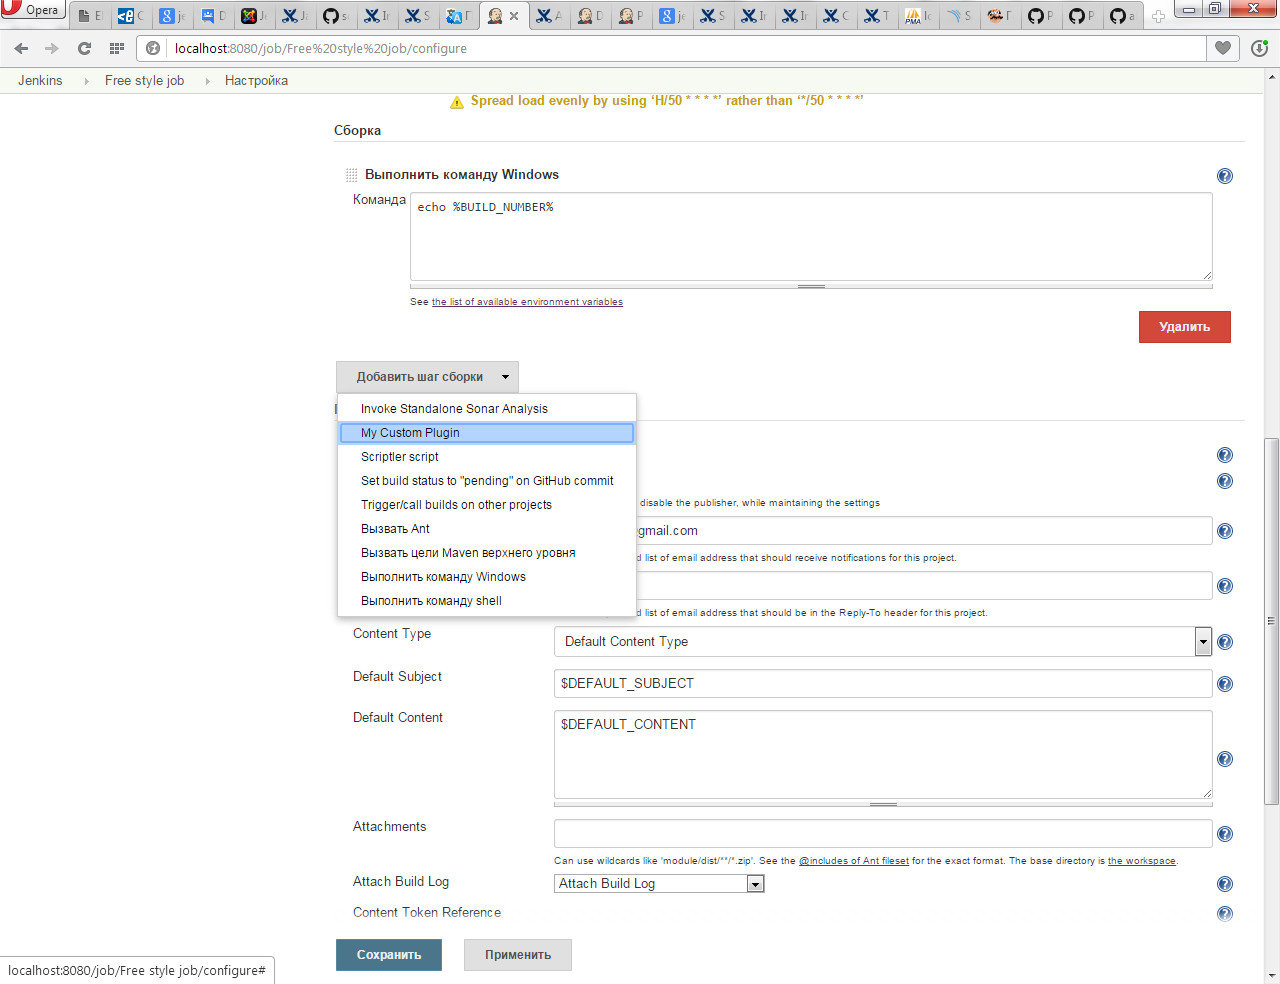 Opera
localhost:8080/job/Free%20style%20job/configure
Jenkins
Free style job
Настройка
Spread load evenly by using ‘H/50 * * * *’ rather than ‘*/50 * * * *’
Сборка
Выполнить команду Windows
Команда
echo %BUILD_NUMBER%
See the list of available environment variables
Удалить
Добавить шаг сборки
Invoke Standalone Sonar Analysis
My Custom Plugin
Scriptler script
Set build status to "pending" on GitHub commit
Trigger/call builds on other projects
disable the publisher, while maintaining the settings
Вызвать Ant
gmail.com
Вызвать цели Maven верхнего уровня
list of email address that should receive notifications for this project.
Выполнить команду Windows
Выполнить команду shell
list of email address that should be in the Reply-To header for this project.
Content Type
Default Content Type
Default Subject
$DEFAULT_SUBJECT
Default Content
$DEFAULT_CONTENT
Attachments
Can use wildcards like 'module/dist/**/*.zip'. See the @includes of Ant fileset for the exact format. The base directory is the workspace.
Attach Build Log
Attach Build Log
Content Token Reference
Сохранить
Применить
localhost:8080/job/Free style job/configure#